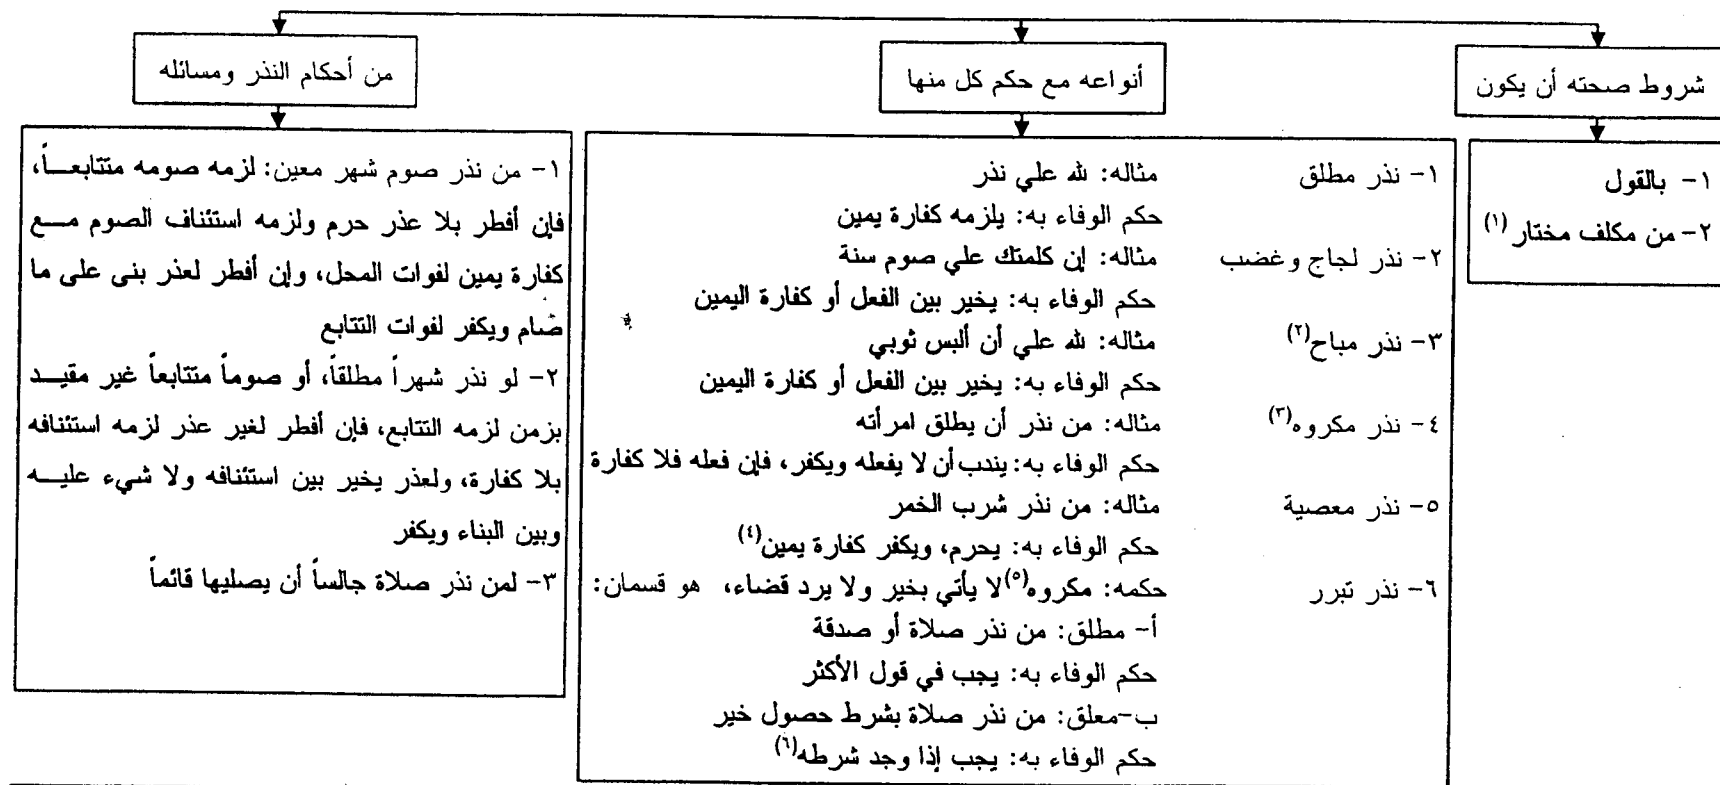 شروط صحته أن يكون
١- بالقول
٢- من مكلف مختار (١)
أنواعه مع حكم كل منها
١- نذر مطلق مثاله: لله علي نذر
حكم الوفاء به: يلزمه كفارة يمين
٢- نذر لجاج وغضب مثاله: إن كلمتك علي صوم سنة
حكم الوفاء به: يخير بين الفعل أو كفارة اليمين
٣- نذر مباح(٢) مثاله: لله علي أن ألبس ثوبي
حكم الوفاء به: يخير بين الفعل أو كفارة اليمين
٤- نذر مكروه(٣) مثاله: من نذر أن يطلق امرأته
حكم الوفاء به: يندب أن لا يفعله ويكفر، فإن فعله فلا كفارة
٥- نذر معصية مثاله: من نذر شرب الخمر
حكم الوفاء به: يحرم، ويكفر كفارة يمين(٤)
٦- نذر تبرر حكمه: مكروه(٥) لا يأتي بخير ولا يرد قضاء، هو قسمان:
أ- مطلق: من نذر صلاة أو صدقة
حكم الوفاء به: يجب في قول الأكثر
ب-معلق: من نذر صلاة بشرط حصول خير
حكم الوفاء به: يجب إذا وجد شرطه(٦)
من أحكام النذر ومسائله
١- من نذر صوم شهر معين: لزمه صومه متتابعـــاً،
فإن أفطر بلا عذر حرم ولزمه استئناف الصوم مـــع
كفارة يمين لفوات المحل، وإن أفطر لعذر بنى على ما
صام ويكفر لفوات التتابع
٢- لو نذر شهراً مطلقاً، أو صوماً متتابعاً غير مقيـــد
بزمن لزمه التتابع، فإن أفطر لغير عذر لزمه استئنافه
بلا كفارة، ولعذر يخير بين استئنافه ولا شيء عليـــه
وبين البناء ويكفر
٣- لمن نذر صلاة جالساً أن يصليها قائماً